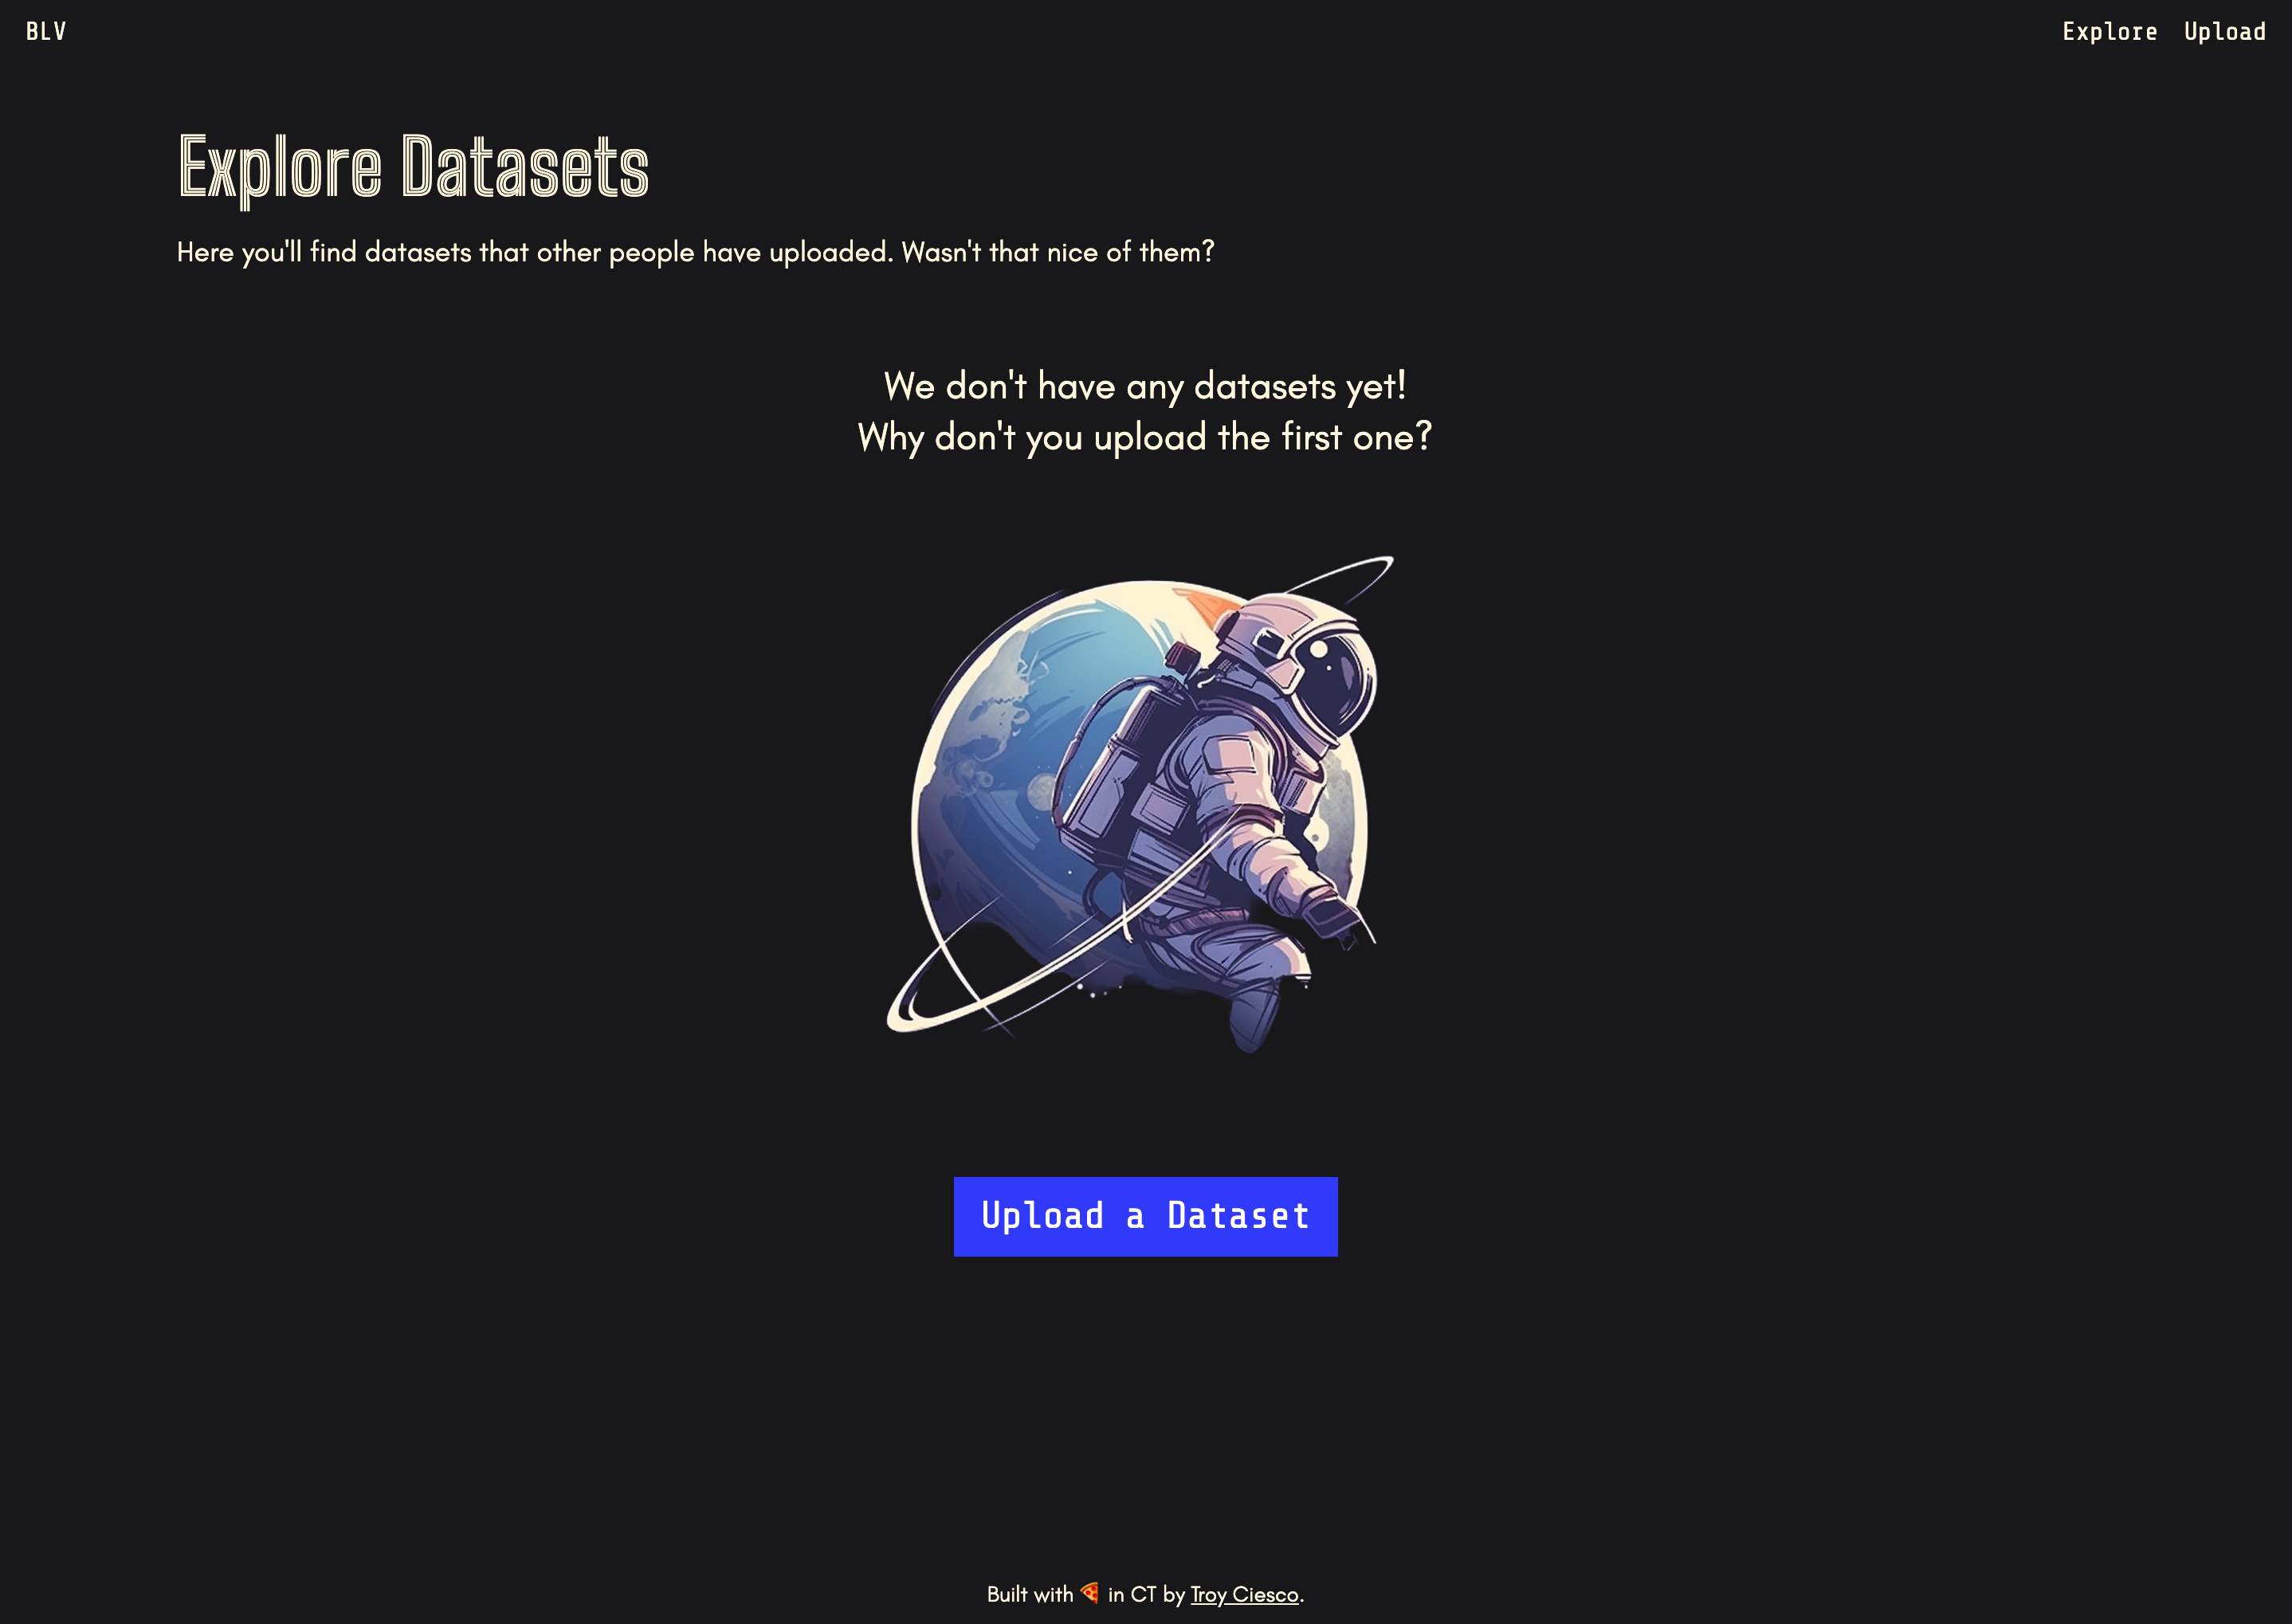 BLV
Explore Upload
Explore Datasets
Here you'll find datasets that other people have uploaded. Wasn't that nice of them?
We don't have any datasets yet!
Why don't you upload the first one?
Upload a Dataset
Built with 🍕 in CT by Troy Ciesco.